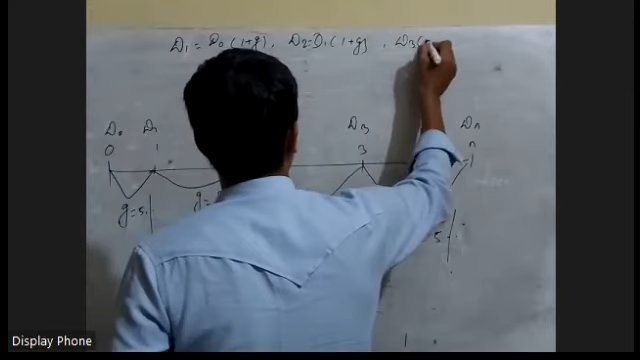 D₁ = D₀ (1+g), D₂=D₁(1+g), D₃(
D₀ D₁ D₃ Dₙ
0 1 3 n
g=5% g= 5%
Display Phone